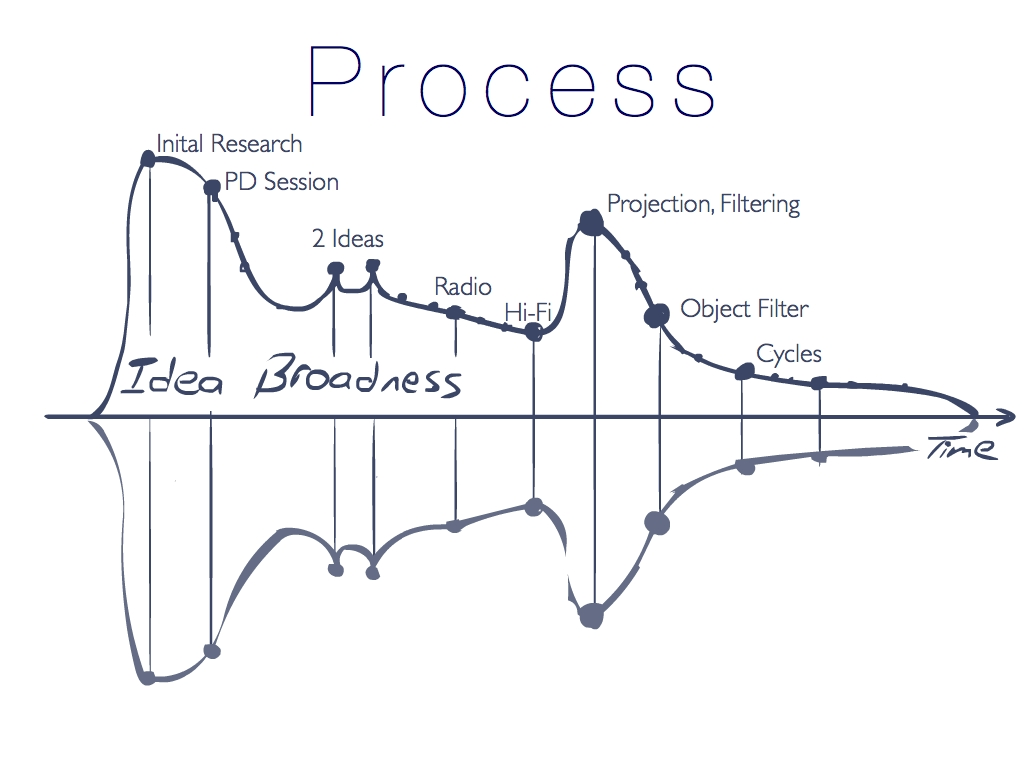 Process
Inital Research
PD Session
2 Ideas
Projection, Filtering
Radio
Hi-Fi
Object Filter
Cycles
Idea Broadness
Time